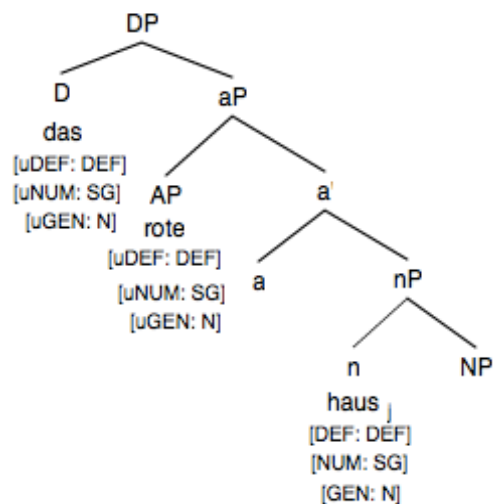 DP
D
aP
das
[uDEF: DEF]
[uNUM: SG]
[uGEN: N]
AP
a'
rote
[uDEF: DEF]
[uNUM: SG]
[uGEN: N]
a
nP
n
NP
haus j
[DEF: DEF]
[NUM: SG]
[GEN: N]